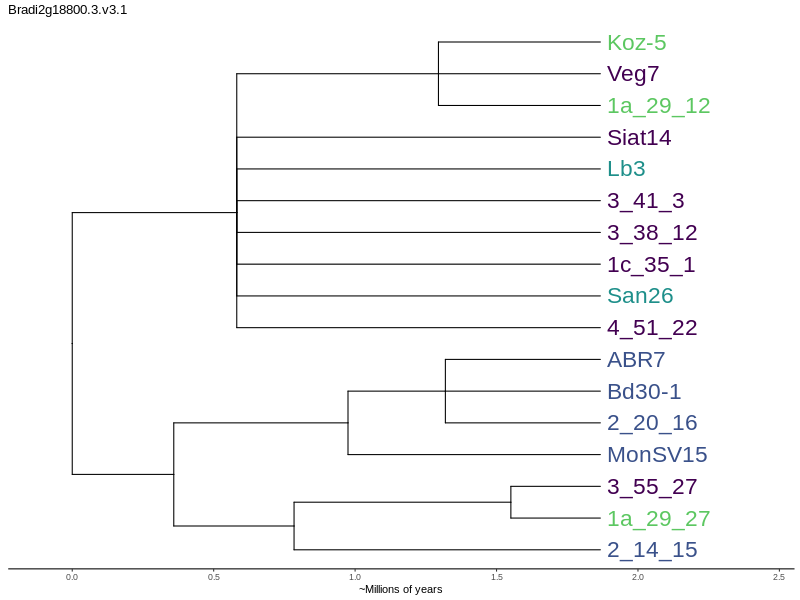 Bradi2g18800.3.v3.1
Koz-5
Veg7
1a_29_12
Siat14
Lb3
3_41_3
3_38_12
1c_35_1
San26
4_51_22
ABR7
Bd30-1
2_20_16
MonSV15
3_55_27
1a_29_27
2_14_15
0.0 0.5 1.0 1.5 2.0 2.5
~Millions of years